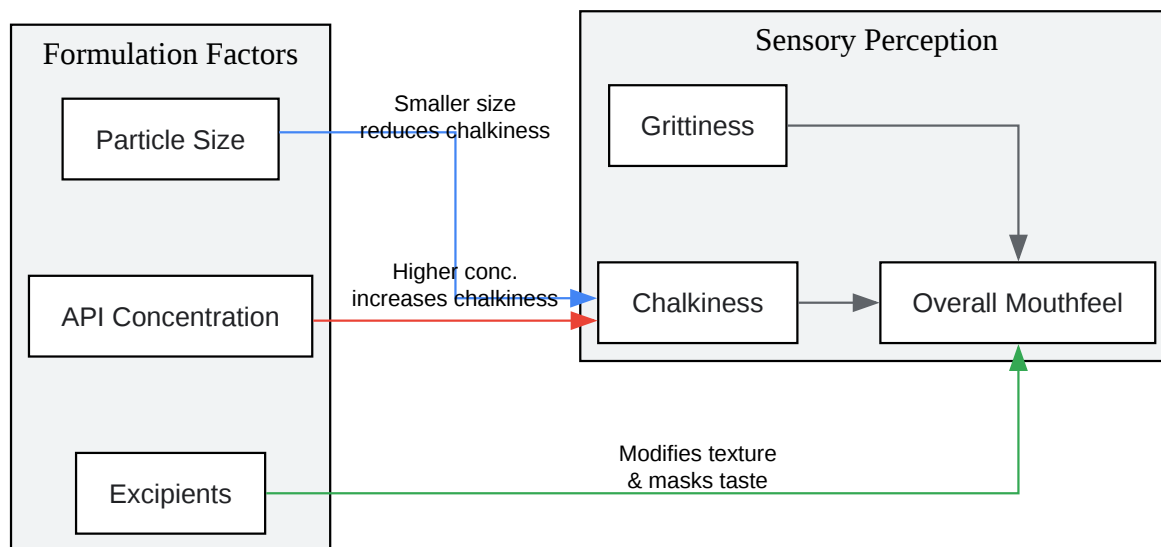 Formulation Factors
Particle Size
API Concentration
Excipients
Smaller size
reduces chalkiness
Higher conc.
increases chalkiness
Modifies texture
& masks taste
Sensory Perception
Grittiness
Chalkiness
Overall Mouthfeel